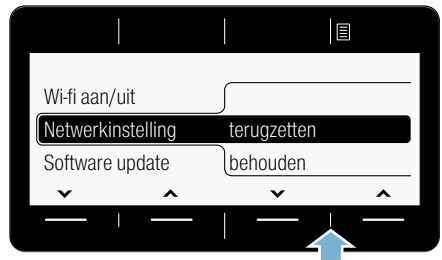 Wi-fi aan/uit
Netwerkinstelling terugzetten
Software update behouden